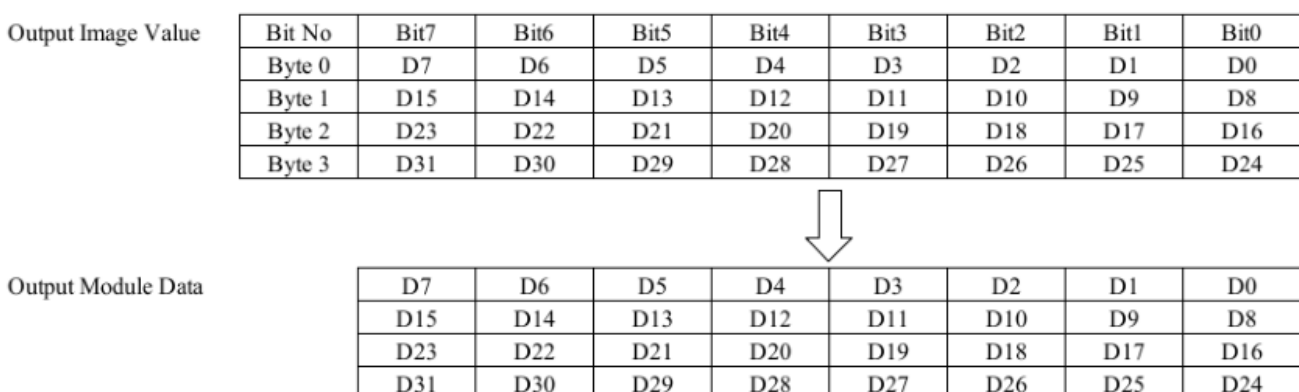 Output Image Value Bit No Bit7 Bit6 Bit5 Bit4 Bit3 Bit2 Bit1 Bit0
Byte 0 D7 D6 D5 D4 D3 D2 D1 D0
Byte 1 D15 D14 D13 D12 D11 D10 D9 D8
Byte 2 D23 D22 D21 D20 D19 D18 D17 D16
Byte 3 D31 D30 D29 D28 D27 D26 D25 D24
Output Module Data D7 D6 D5 D4 D3 D2 D1 D0
D15 D14 D13 D12 D11 D10 D9 D8
D23 D22 D21 D20 D19 D18 D17 D16
D31 D30 D29 D28 D27 D26 D25 D24